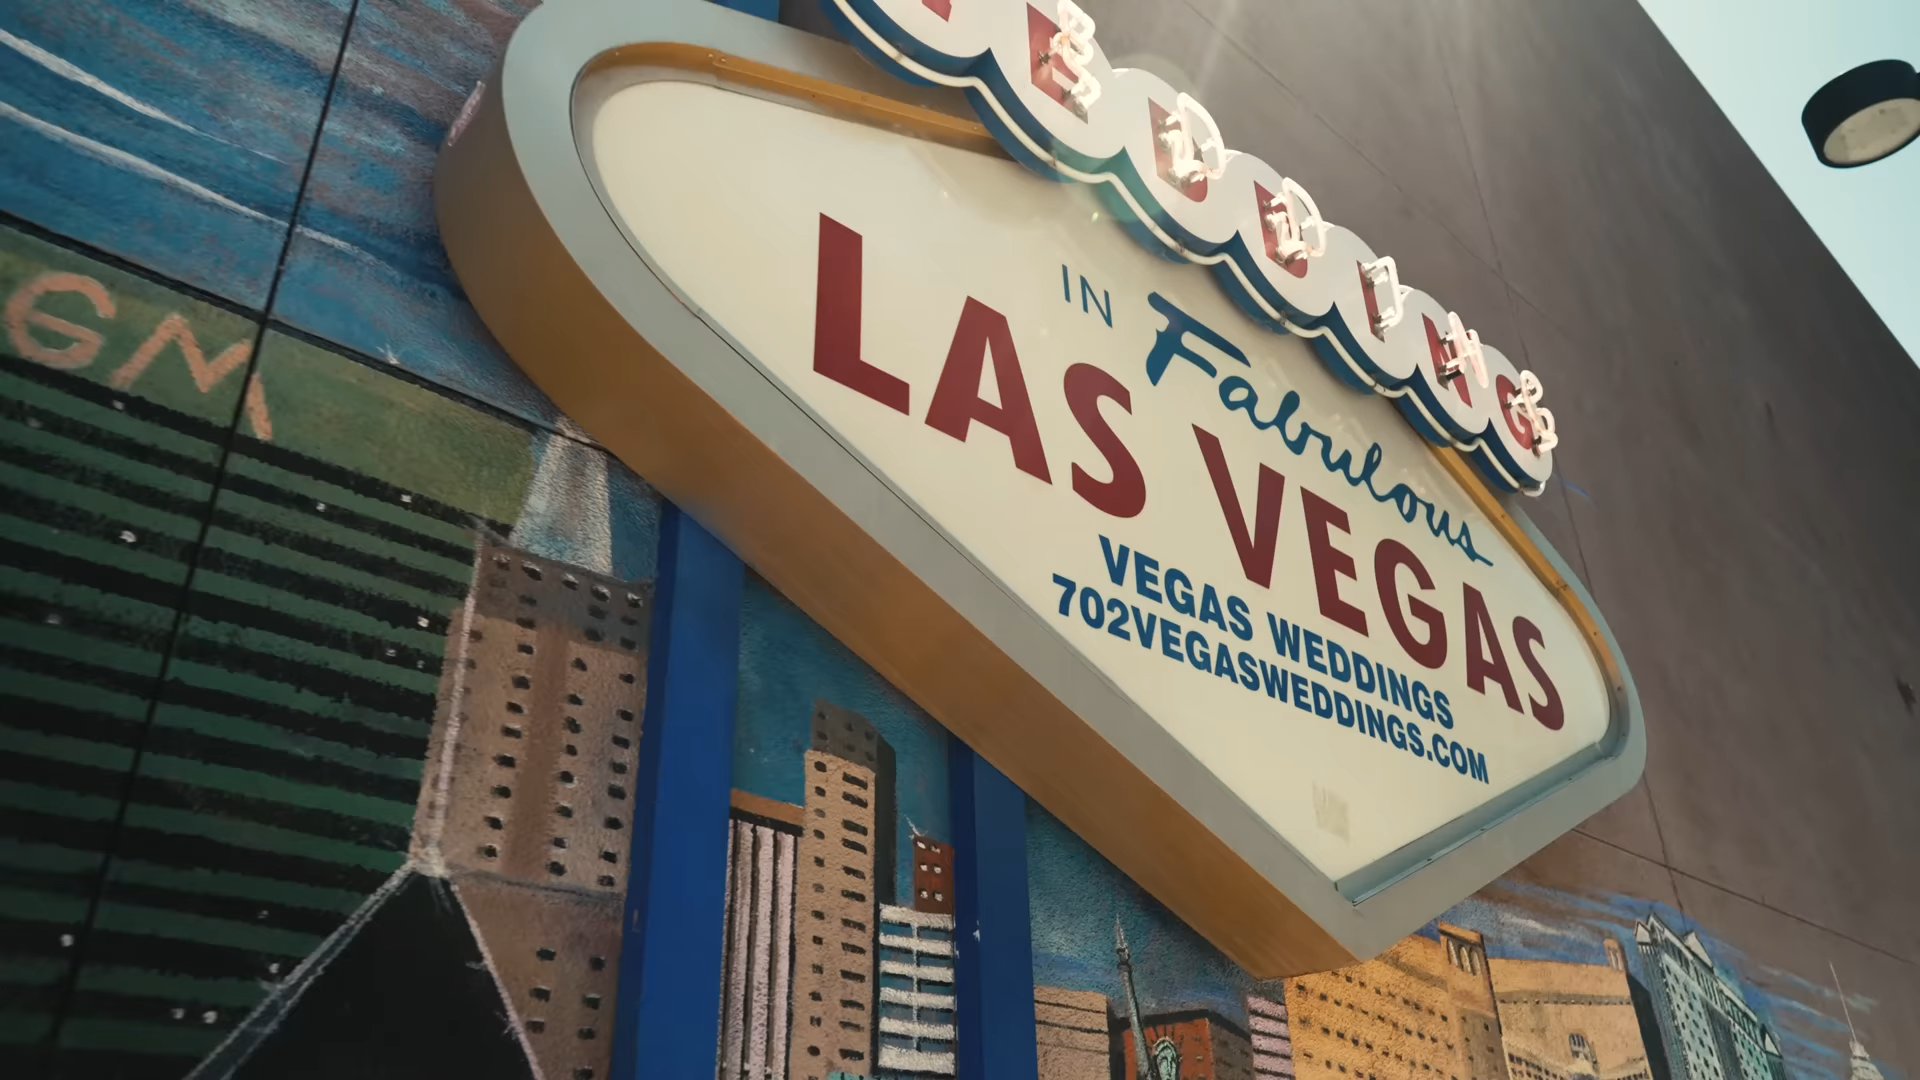 WEDDINGS
IN Fabulous
LAS VEGAS
VEGAS WEDDINGS
702VEGASWEDDINGS.COM
GM